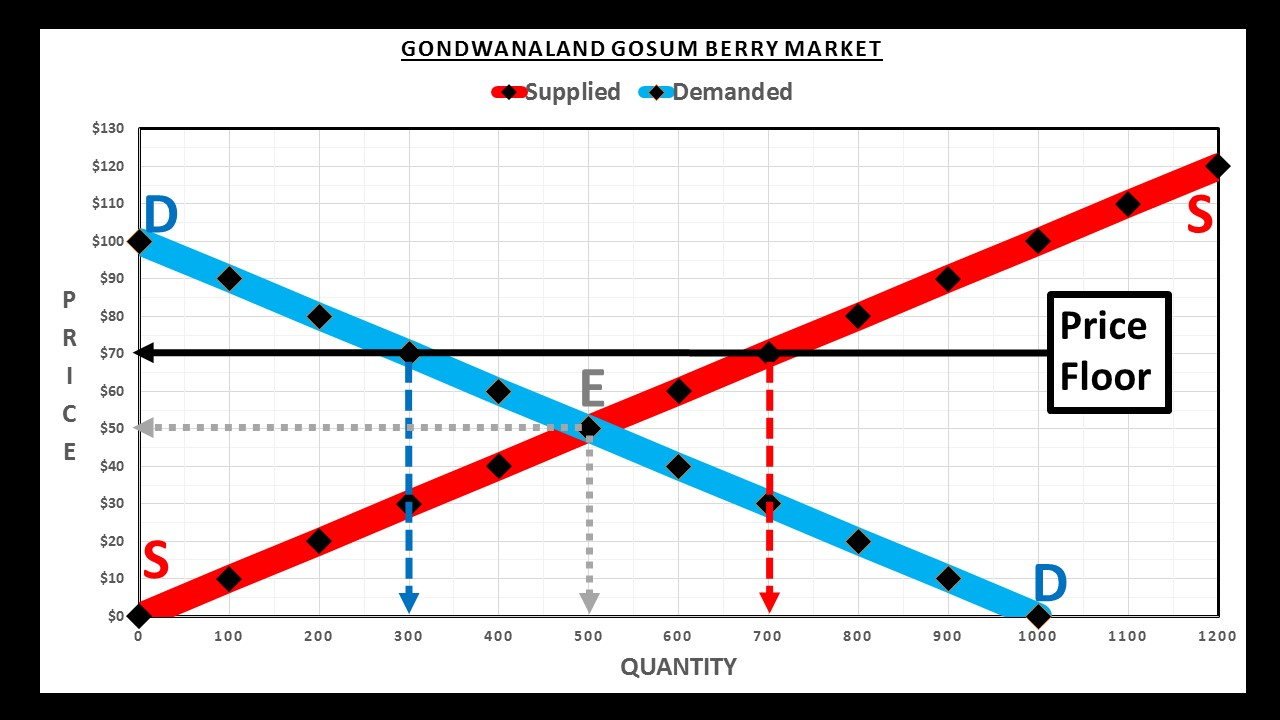 GONDWANALAND GOSUM BERRY MARKET
Supplied Demanded
$130
$120
$110
$100
$90
$80
$70
$60
$50
$40
$30
$20
$10
$0
PRICE
D
S
E
Price
Floor
S
D
0 100 200 300 400 500 600 700 800 900 1000 1100 1200
QUANTITY